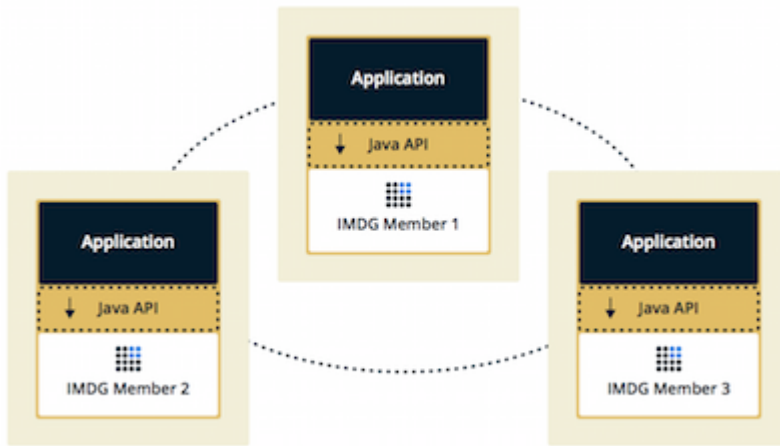 Application
Java API
IMDG Member 1
Application
Java API
IMDG Member 2
Application
Java API
IMDG Member 3